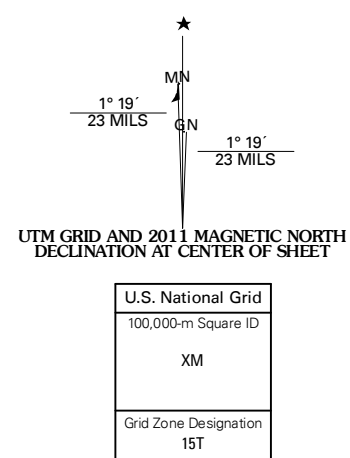 MN
1° 19´
23 MILS
GN
1° 19´
23 MILS
UTM GRID AND 2011 MAGNETIC NORTH
DECLINATION AT CENTER OF SHEET
U.S. National Grid
100,000-m Square ID
XM
Grid Zone Designation
15T